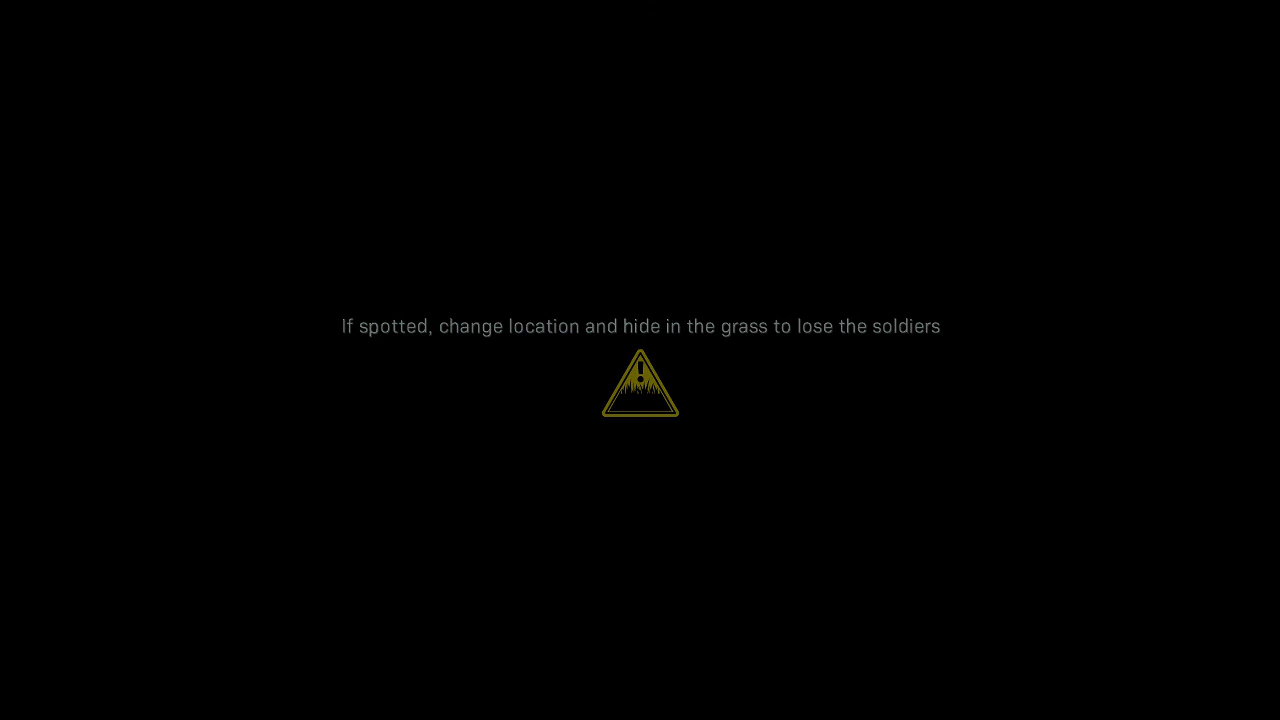 If spotted, change location and hide in the grass to lose the soldiers